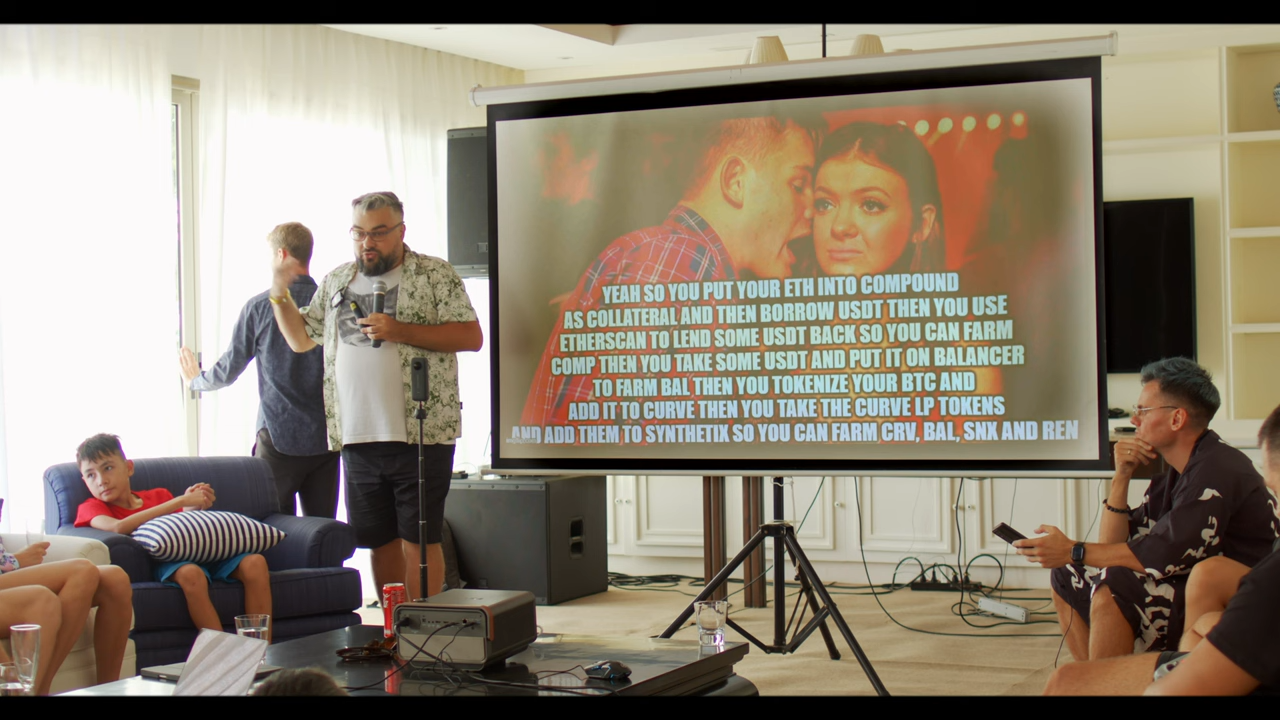 YEAH SO YOU PUT YOUR ETH INTO COMPOUND
AS COLLATERAL AND THEN BORROW USDT THEN YOU USE
ETHERSCAN TO LEND SOME USDT BACK SO YOU CAN FARM
COMP THEN YOU TAKE SOME USDT AND PUT IT ON BALANCER
TO FARM BAL THEN YOU TOKENIZE YOUR BTC AND
ADD IT TO CURVE THEN YOU TAKE THE CURVE LP TOKENS
AND ADD THEM TO SYNTHETIX SO YOU CAN FARM CRV, BAL, SNX AND REN